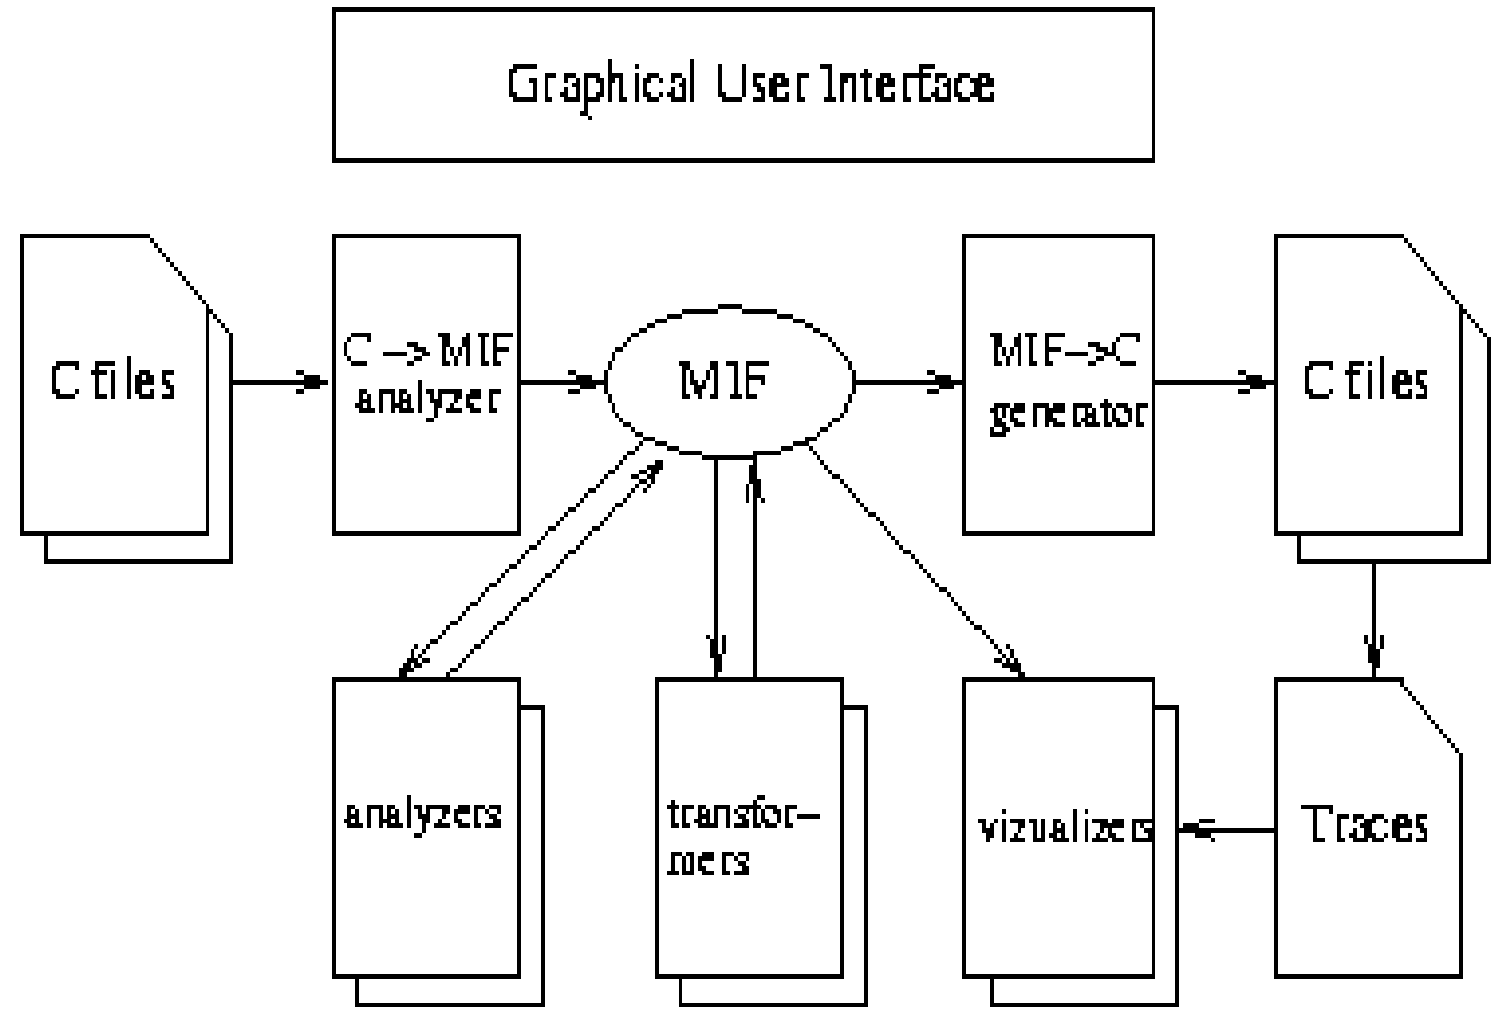 Graphical User Interface
C files
C -> MIF
analyzer
MIF
MIF->C
generator
C files
analyzers
transfor-
mers
vizualizers
Traces